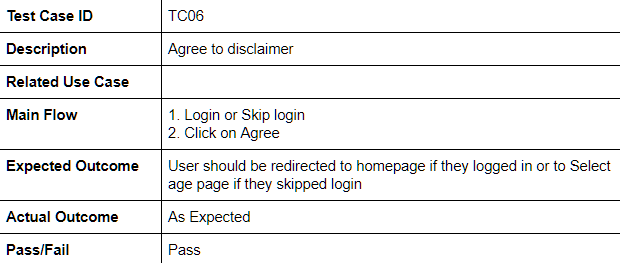 Test Case ID TC06
Description Agree to disclaimer
Related Use Case
Main Flow 1. Login or Skip login
2. Click on Agree
Expected Outcome User should be redirected to homepage if they logged in or to Select
age page if they skipped login
Actual Outcome As Expected
Pass/Fail Pass